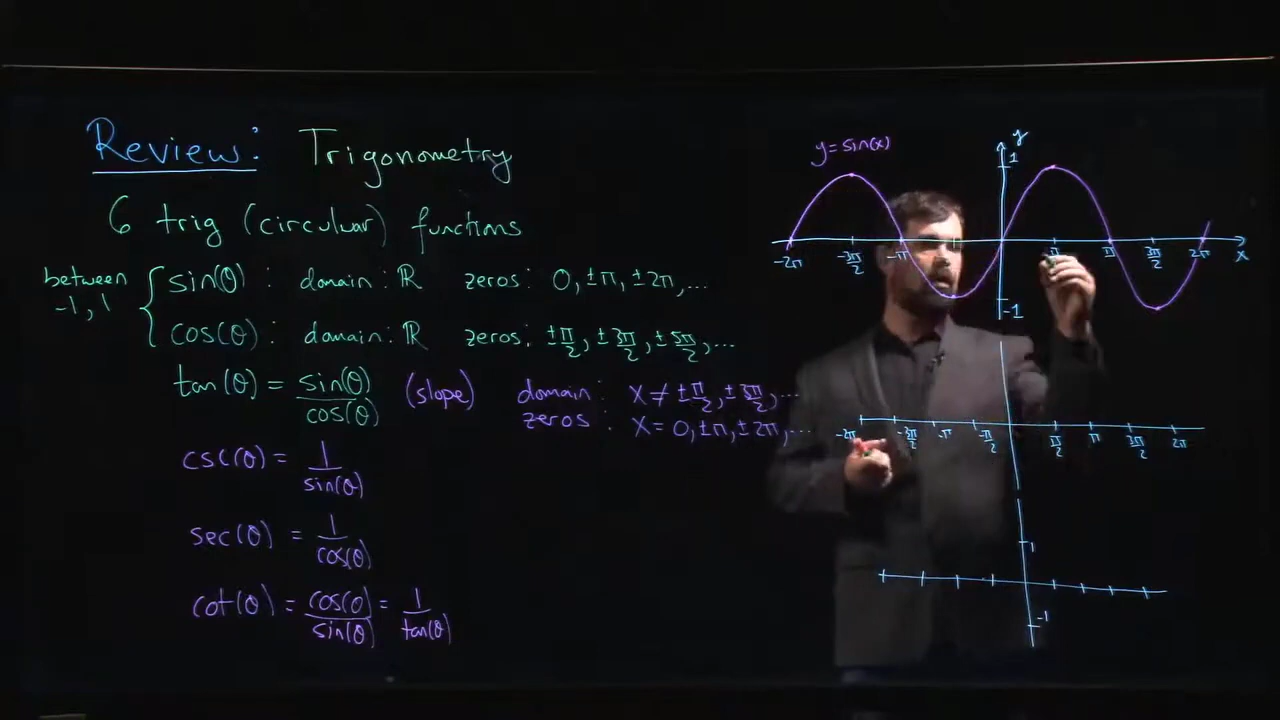 Review: Trigonometry
6 trig (circular) functions
between -1, 1
sin(θ) : domain: ℝ zeros: 0, ±π, ±2π, ...
cos(θ) : domain: ℝ zeros: ±π/2, ±3π/2, ±5π/2, ...
tan(θ) = sin(θ)/cos(θ) (slope) domain: x ≠ ±π/2, ±3π/2, ...
zeros: x = 0, ±π, ±2π, ...
csc(θ) = 1/sin(θ)
sec(θ) = 1/cos(θ)
cot(θ) = cos(θ)/sin(θ) = 1/tan(θ)
y = sin(x)
y
1
-2π -3π/2 -π π/2 π 3π/2 2π x
-1
-2π -3π/2 -π -π/2 π/2 π 3π/2 2π
1
-1